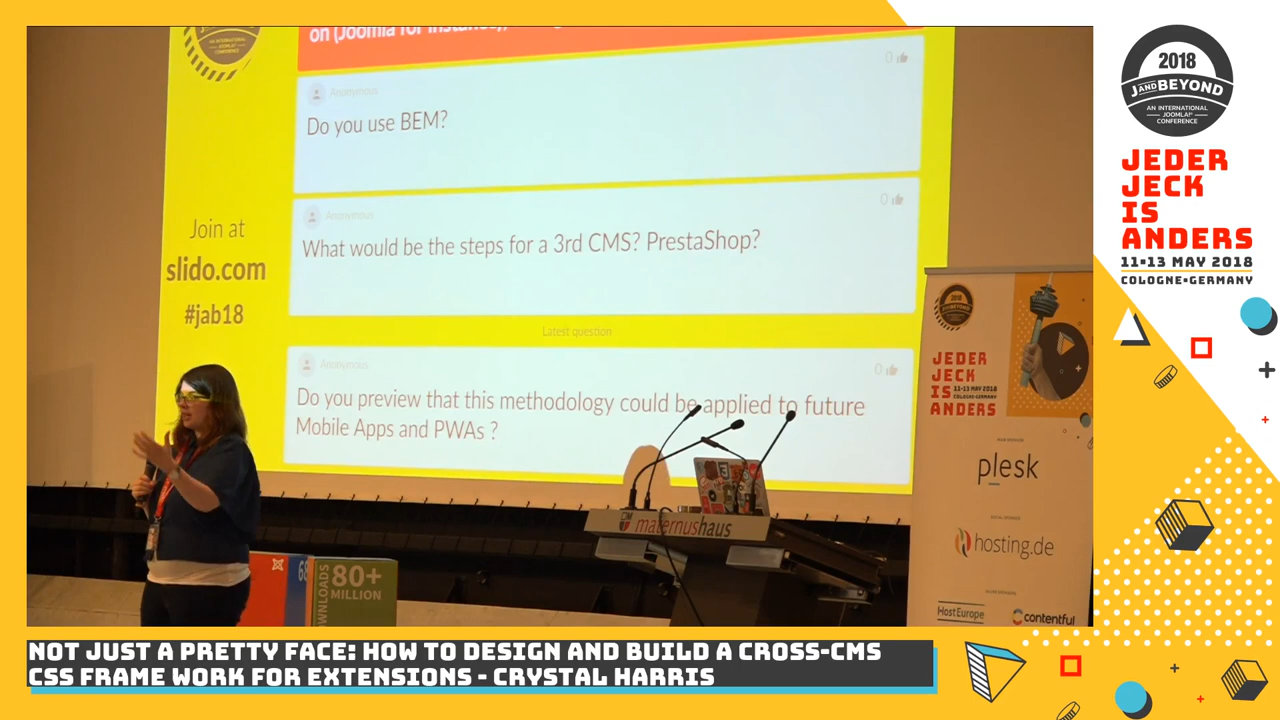 on (Joomla for
AN INTERNATIONAL
JOOMLA!
CONFERENCE
Anonymous
0
Do you use BEM?
Anonymous
0
What would be the steps for a 3rd CMS? PrestaShop?
Latest question
Anonymous
0
Do you preview that this methodology could be applied to future
Mobile Apps and PWAs ?
Join at
slido.com
#jab18
maternushaus
80+
MILLION
2018
JEDER
JECK
IS
ANDERS
11-13 MAY 2018
COLOGNE•GERMANY
plesk
hosting.de
HostEurope
contentful
2018
J AND BEYOND
AN INTERNATIONAL
JOOMLA!®
CONFERENCE
JEDER
JECK
IS
ANDERS
11•13 MAY 2018
COLOGNE•GERMANY
NOT JUST A PRETTY FACE: HOW TO DESIGN AND BUILD A CROSS-CMS
CSS FRAME WORK FOR EXTENSIONS - CRYSTAL HARRIS